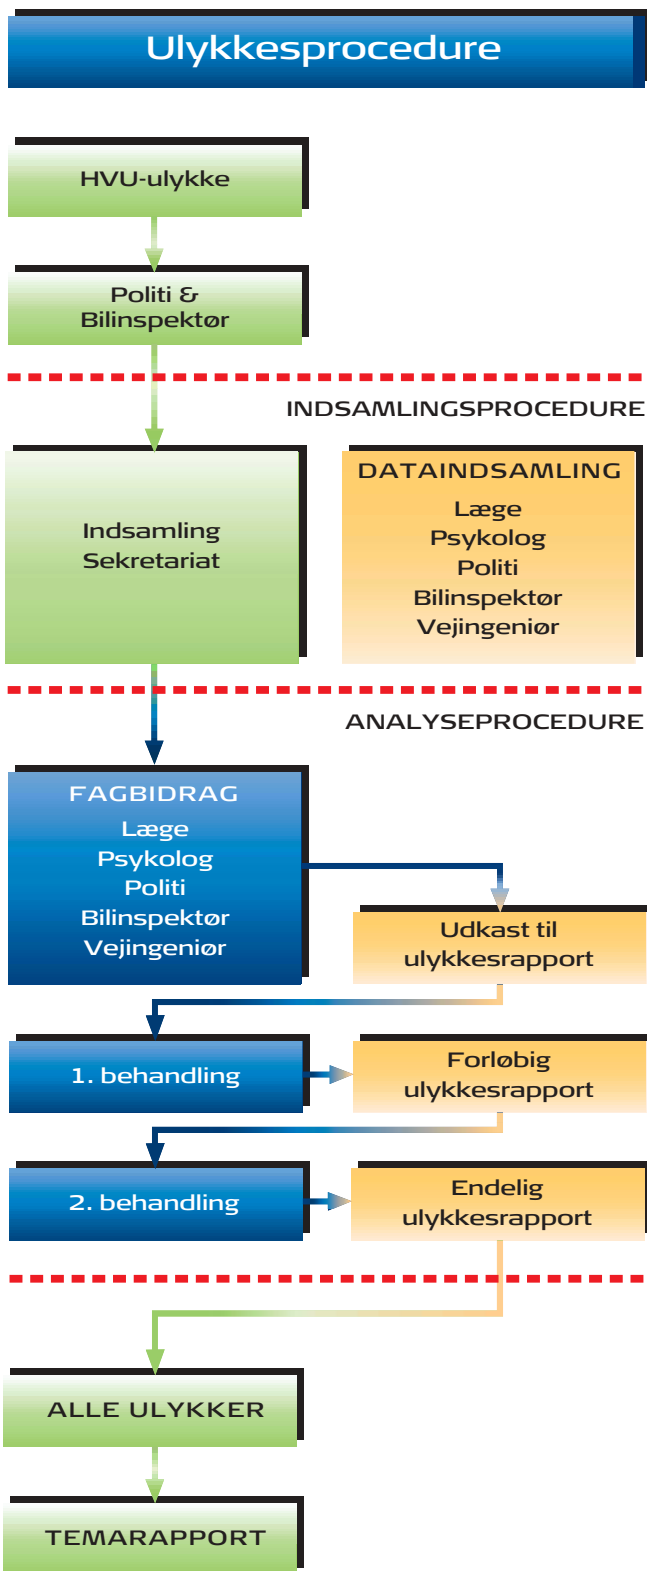 Ulykkesprocedure
HVU-ulykke
Politi &
Bilinspektør
INDSAMLINGSPROCEDURE
Indsamling
Sekretariat
DATAINDSAMLING
Læge
Psykolog
Politi
Bilinspektør
Vejingeniør
ANALYSEPROCEDURE
FAGBIDRAG
Læge
Psykolog
Politi
Bilinspektør
Vejingeniør
Udkast til
ulykkesrapport
1. behandling
Forløbig
ulykkesrapport
2. behandling
Endelig
ulykkesrapport
ALLE ULYKKER
TEMARAPPORT